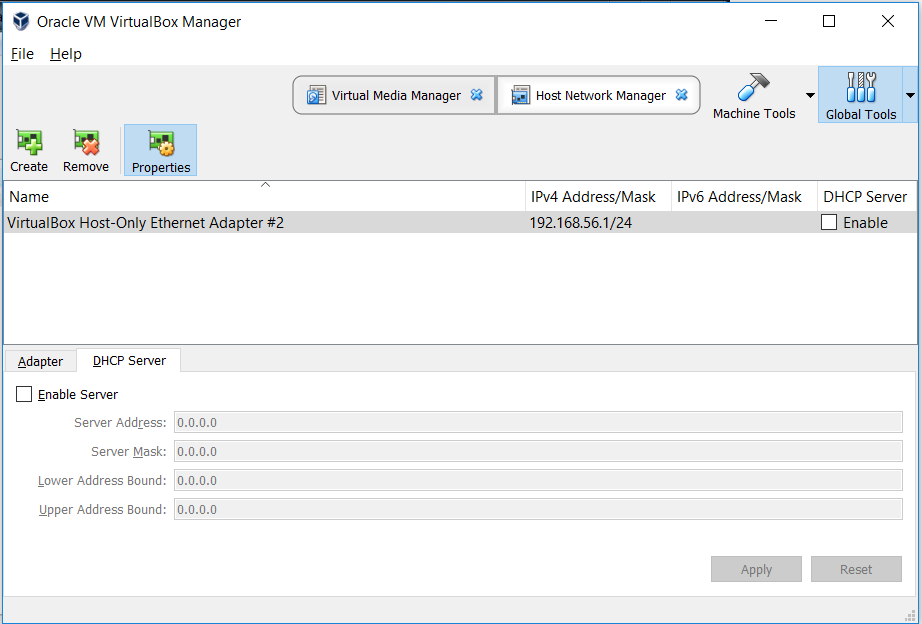 Oracle VM VirtualBox Manager
File Help
Virtual Media Manager Host Network Manager Machine Tools Global Tools
Create Remove Properties
Name IPv4 Address/Mask IPv6 Address/Mask DHCP Server
VirtualBox Host-Only Ethernet Adapter #2 192.168.56.1/24 Enable
Adapter DHCP Server
Enable Server
Server Address: 0.0.0.0
Server Mask: 0.0.0.0
Lower Address Bound: 0.0.0.0
Upper Address Bound: 0.0.0.0
Apply Reset